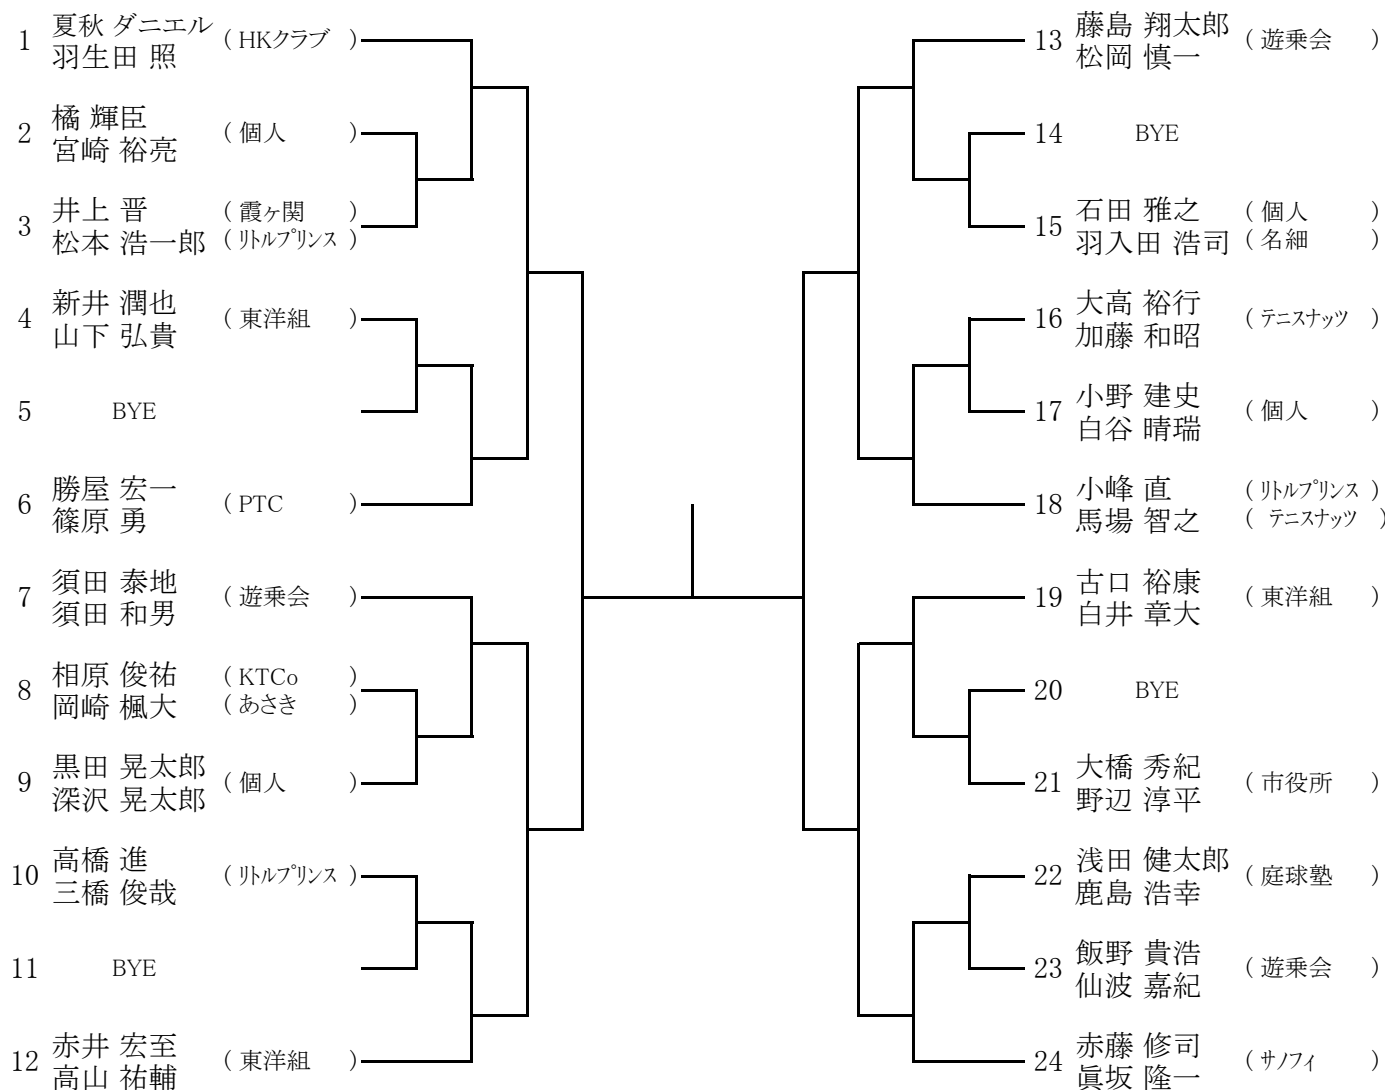 1 夏秋 ダニエル ( HKクラブ )
羽生田 照
2 橘 輝臣 ( 個人 )
宮崎 裕亮
3 井上 晋 ( 霞ヶ関 )
松本 浩一郎 ( リトルプリンス )
4 新井 潤也 ( 東洋組 )
山下 弘貴
5 BYE
6 勝屋 宏一 ( PTC )
篠原 勇
7 須田 泰地 ( 遊乗会 )
須田 和男
8 相原 俊祐 ( KTCo )
岡崎 楓大 ( あさき )
9 黒田 晃太郎 ( 個人 )
深沢 晃太郎
10 高橋 進 ( リトルプリンス )
三橋 俊哉
11 BYE
12 赤井 宏至 ( 東洋組 )
高山 祐輔
13 藤島 翔太郎 ( 遊乗会 )
松岡 慎一
14 BYE
15 石田 雅之 ( 個人 )
羽入田 浩司 ( 名細 )
16 大高 裕行 ( テニスナッツ )
加藤 和昭
17 小野 建史 ( 個人 )
白谷 晴瑞
18 小峰 直 ( リトルプリンス )
馬場 智之 ( テニスナッツ )
19 古口 裕康 ( 東洋組 )
白井 章大
20 BYE
21 大橋 秀紀 ( 市役所 )
野辺 淳平
22 浅田 健太郎 ( 庭球塾 )
鹿島 浩幸
23 飯野 貴浩 ( 遊乗会 )
仙波 嘉紀
24 赤藤 修司 ( サノフィ )
眞坂 隆一